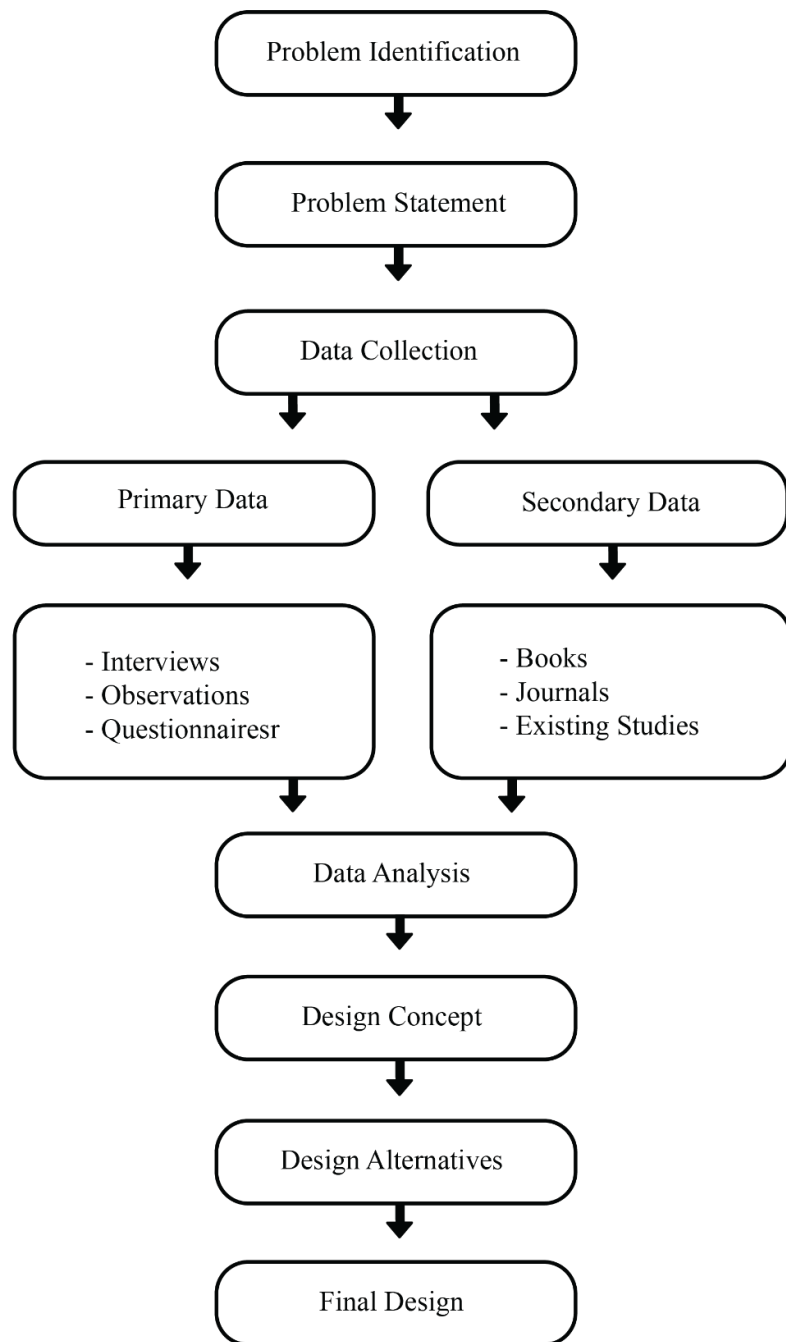 Problem Identification
Problem Statement
Data Collection
Primary Data
Secondary Data
- Interviews
- Observations
- Questionnairesr
- Books
- Journals
- Existing Studies
Data Analysis
Design Concept
Design Alternatives
Final Design